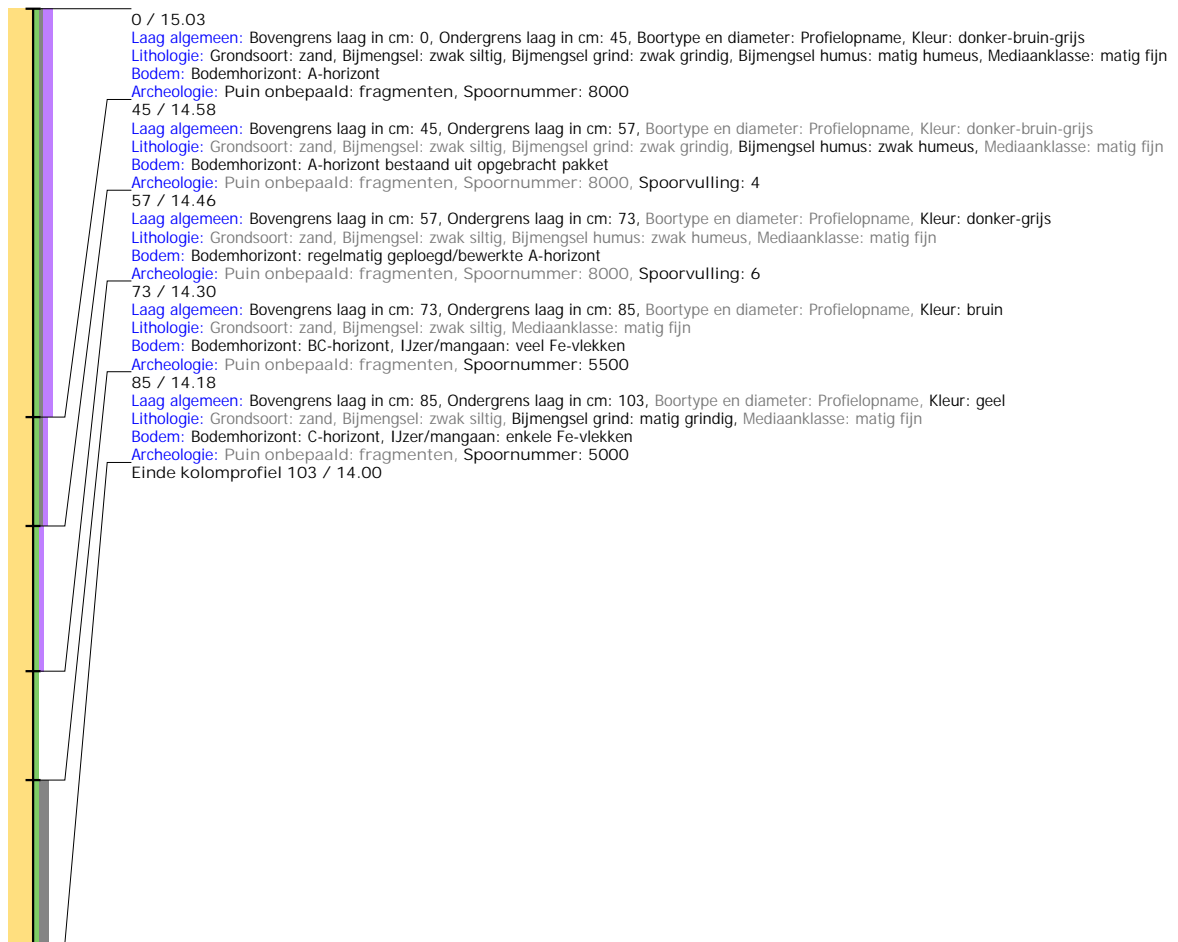 0 / 15.03
Laag algemeen: Bovengrens laag in cm: 0, Ondergrens laag in cm: 45, Boortype en diameter: Profielopname, Kleur: donker-bruin-grijs
Lithologie: Grondsoort: zand, Bijmengsel: zwak siltig, Bijmengsel grind: zwak grindig, Bijmengsel humus: matig humeus, Mediaanklasse: matig fijn
Bodem: Bodemhorizont: A-horizont
Archeologie: Puin onbepaald: fragmenten, Spoornummer: 8000
45 / 14.58
Laag algemeen: Bovengrens laag in cm: 45, Ondergrens laag in cm: 57, Boortype en diameter: Profielopname, Kleur: donker-bruin-grijs
Lithologie: Grondsoort: zand, Bijmengsel: zwak siltig, Bijmengsel grind: zwak grindig, Bijmengsel humus: zwak humeus, Mediaanklasse: matig fijn
Bodem: Bodemhorizont: A-horizont bestaand uit opgebracht pakket
Archeologie: Puin onbepaald: fragmenten, Spoornummer: 8000, Spoorvulling: 4
57 / 14.46
Laag algemeen: Bovengrens laag in cm: 57, Ondergrens laag in cm: 73, Boortype en diameter: Profielopname, Kleur: donker-grijs
Lithologie: Grondsoort: zand, Bijmengsel: zwak siltig, Bijmengsel humus: zwak humeus, Mediaanklasse: matig fijn
Bodem: Bodemhorizont: regelmatig geploegd/bewerkte A-horizont
Archeologie: Puin onbepaald: fragmenten, Spoornummer: 8000, Spoorvulling: 6
73 / 14.30
Laag algemeen: Bovengrens laag in cm: 73, Ondergrens laag in cm: 85, Boortype en diameter: Profielopname, Kleur: bruin
Lithologie: Grondsoort: zand, Bijmengsel: zwak siltig, Mediaanklasse: matig fijn
Bodem: Bodemhorizont: BC-horizont, IJzer/mangaan: veel Fe-vlekken
Archeologie: Puin onbepaald: fragmenten, Spoornummer: 5500
85 / 14.18
Laag algemeen: Bovengrens laag in cm: 85, Ondergrens laag in cm: 103, Boortype en diameter: Profielopname, Kleur: geel
Lithologie: Grondsoort: zand, Bijmengsel: zwak siltig, Bijmengsel grind: matig grindig, Mediaanklasse: matig fijn
Bodem: Bodemhorizont: C-horizont, IJzer/mangaan: enkele Fe-vlekken
Archeologie: Puin onbepaald: fragmenten, Spoornummer: 5000
Einde kolomprofiel 103 / 14.00